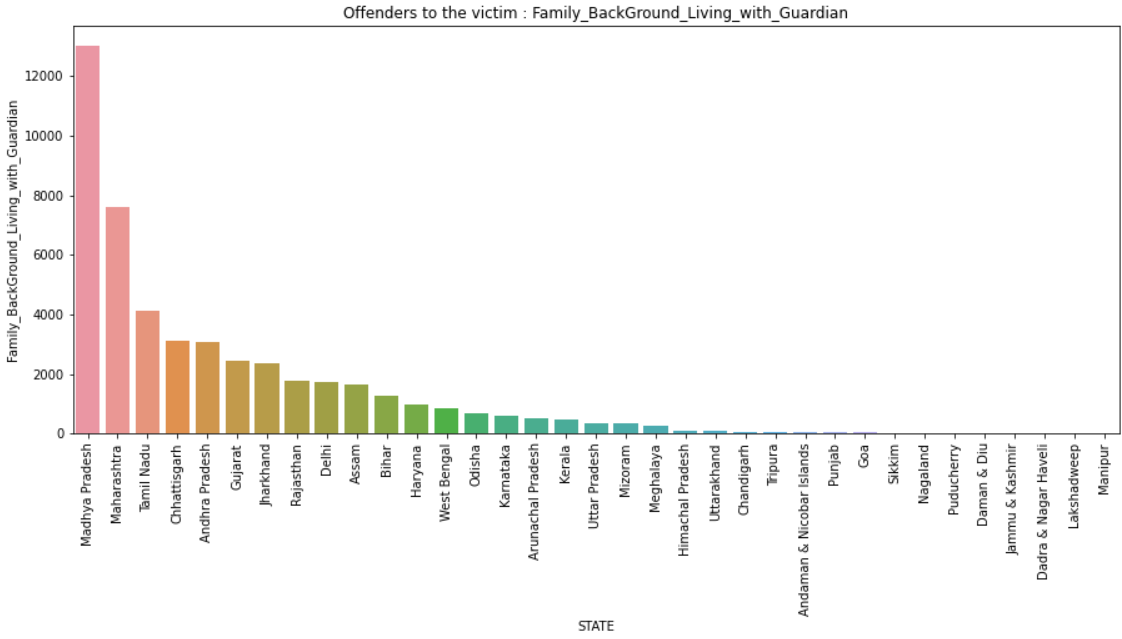 Offenders to the victim : Family_BackGround_Living_with_Guardian
Family_BackGround_Living_with_Guardian
12000
10000
8000
6000
4000
2000
0
Madhya Pradesh
Maharashtra
Tamil Nadu
Chhattisgarh
Andhra Pradesh
Gujarat
Jharkhand
Rajasthan
Delhi
Assam
Bihar
Haryana
West Bengal
Odisha
Karnataka
Arunachal Pradesh
Kerala
Uttar Pradesh
Mizoram
Meghalaya
Himachal Pradesh
Uttarakhand
Chandigarh
Tripura
Andaman & Nicobar Islands
Punjab
Goa
Sikkim
Nagaland
Puducherry
Daman & Diu
Jammu & Kashmir
Dadra & Nagar Haveli
Lakshadweep
Manipur
STATE